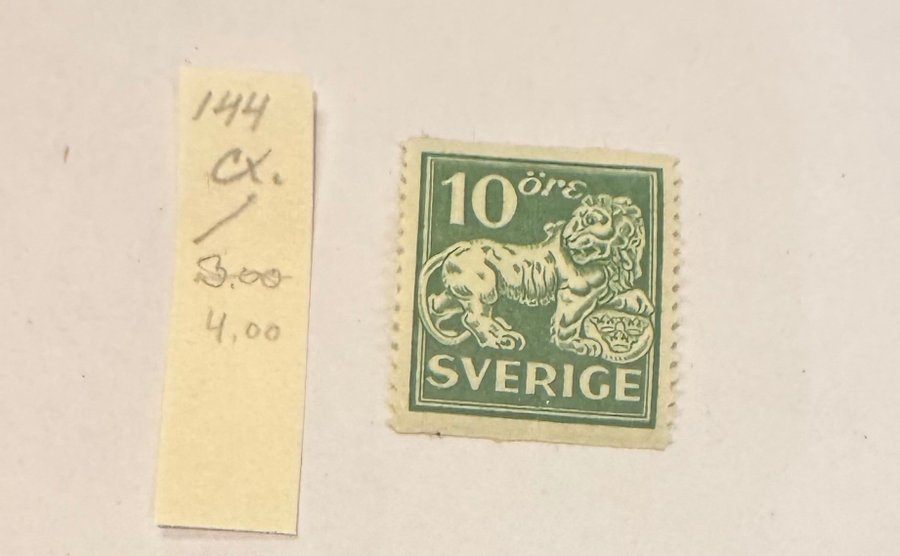 144
CX.
/
3.00
4.00
10 öre
SVERIGE